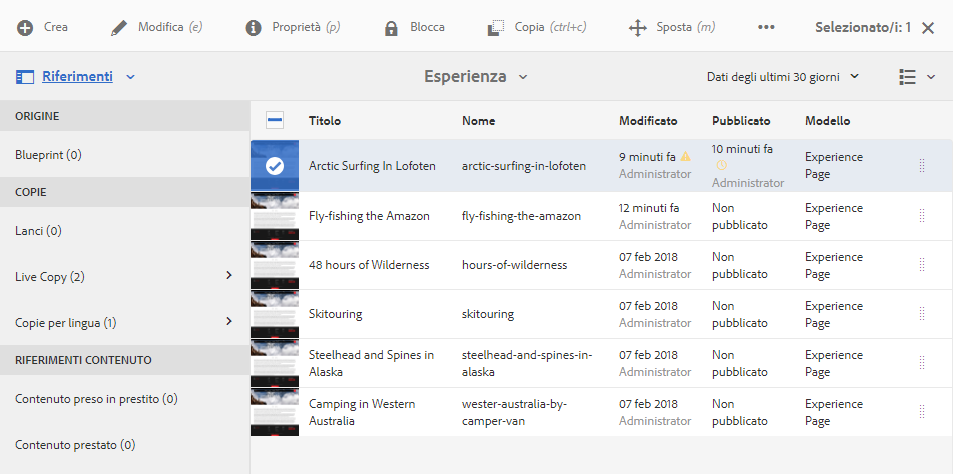 Crea Modifica (e) Proprietà (p) Blocca Copia (ctrl+c) Sposta (m) ••• Selezionato/i: 1
Riferimenti Esperienza Dati degli ultimi 30 giorni
ORIGINE
Blueprint (0)
COPIE
Lanci (0)
Live Copy (2)
Copie per lingua (1)
RIFERIMENTI CONTENUTO
Contenuto preso in prestito (0)
Contenuto prestato (0)
Titolo Nome Modificato Pubblicato Modello
Arctic Surfing In Lofoten arctic-surfing-in-lofoten 9 minuti fa Administrator 10 minuti fa Administrator Experience Page
Fly-fishing the Amazon fly-fishing-the-amazon 12 minuti fa Administrator Non pubblicato Experience Page
48 hours of Wilderness hours-of-wilderness 07 feb 2018 Administrator Non pubblicato Experience Page
Skitouring skitouring 07 feb 2018 Administrator Non pubblicato Experience Page
Steelhead and Spines in Alaska steelhead-and-spines-in-alaska 07 feb 2018 Administrator Non pubblicato Experience Page
Camping in Western Australia wester-australia-by-camper-van 07 feb 2018 Administrator Non pubblicato Experience Page